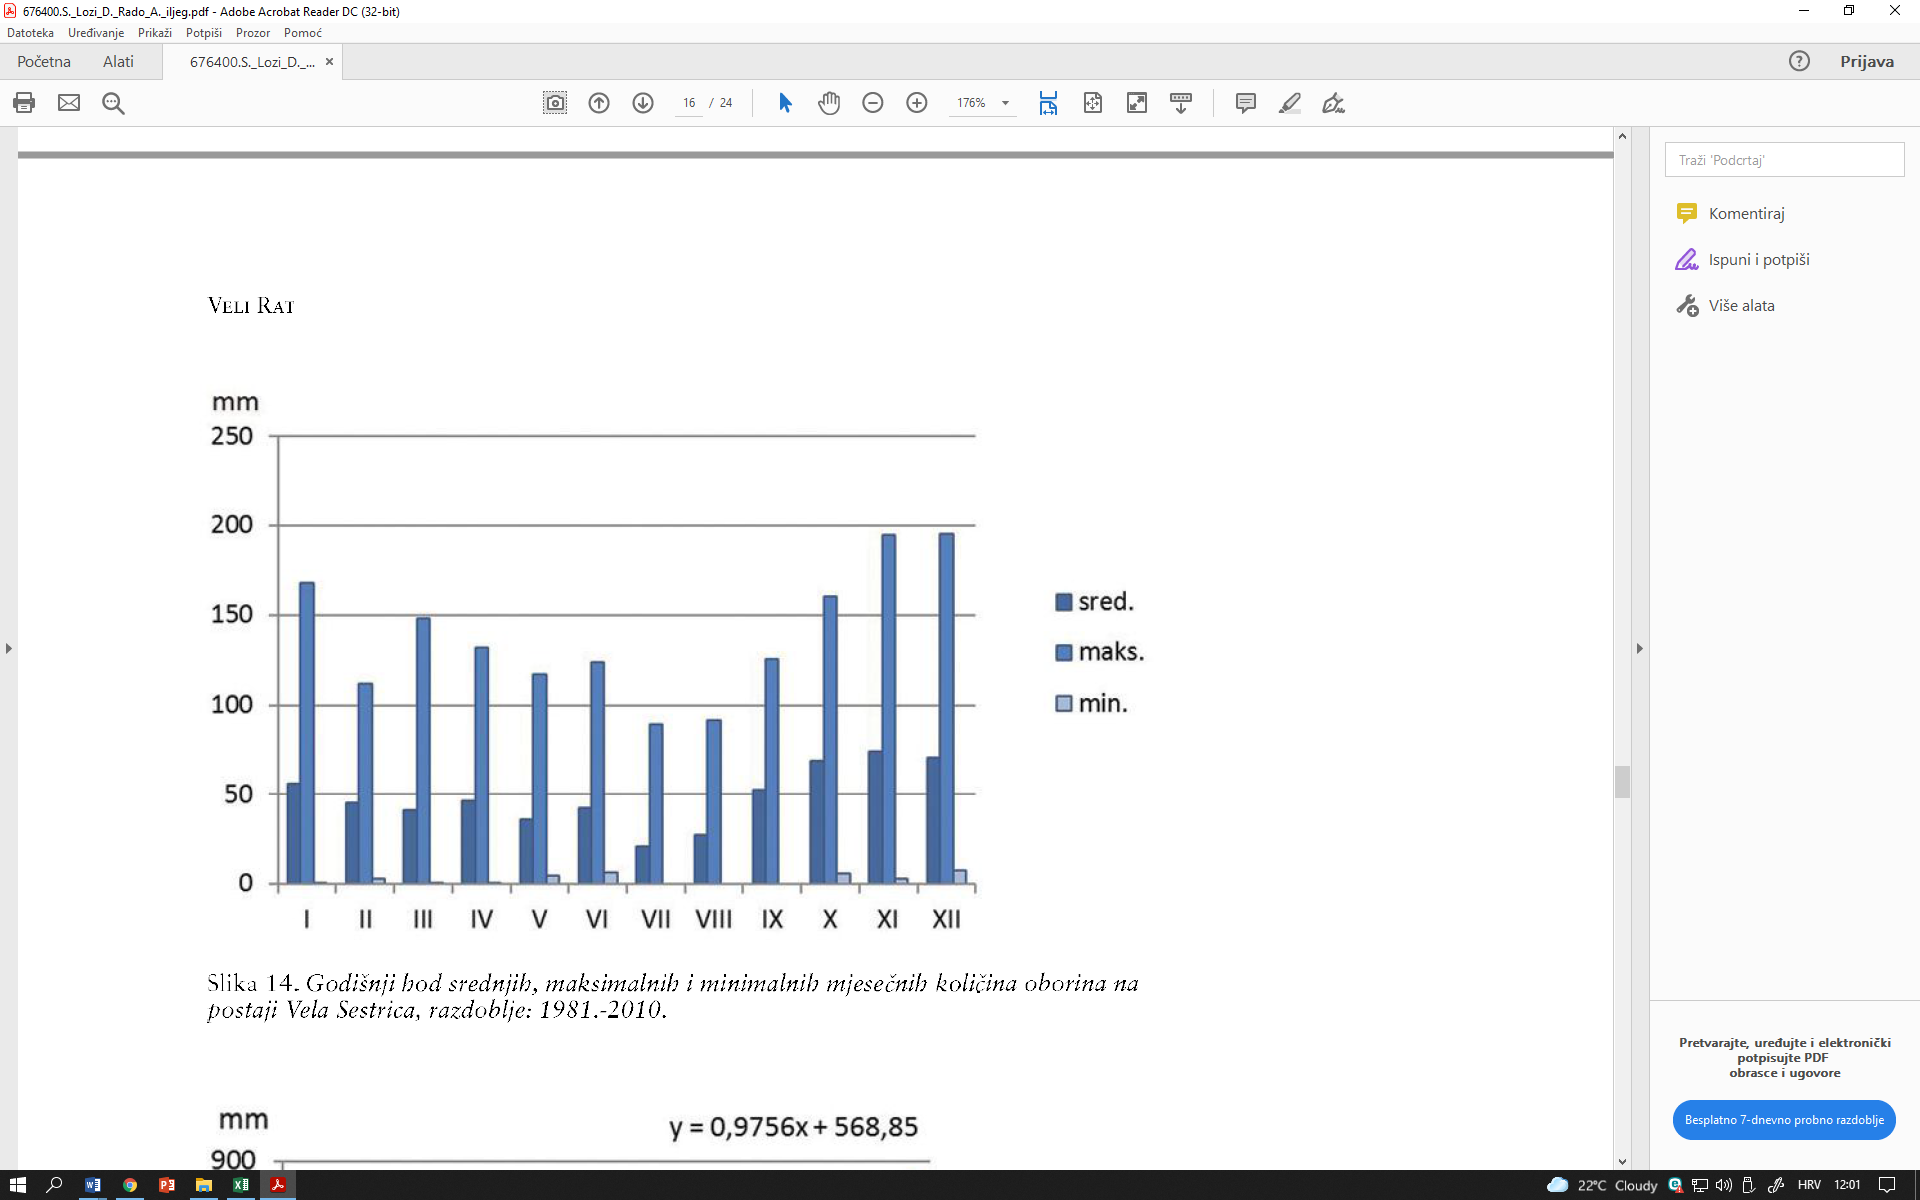 676400.S._Lozi_D._Rado_A._iljeg.pdf - Adobe Acrobat Reader DC (32-bit)
Datoteka Uređivanje Prikaži Potpiši Prozor Pomoć
Početna Alati 676400.S._Lozi_D._... × Prijava
16 / 24 176%
Traži 'Podcrtaj'
Komentiraj
Ispuni i potpiši
Više alata
VELI RAT
mm
250
200
150
100
50
0
I II III IV V VI VII VIII IX X XI XII
sred.
maks.
min.
Slika 14. Godišnji hod srednjih, maksimalnih i minimalnih mjesečnih količina oborina na
postaji Vela Sestrica, razdoblje: 1981.-2010.
mm
y = 0,9756x + 568,85
900
Pretvarajte, uređujte i elektronički
potpisujte PDF
obrasce i ugovore
Besplatno 7-dnevno probno razdoblje
22°C Cloudy HRV 12:01